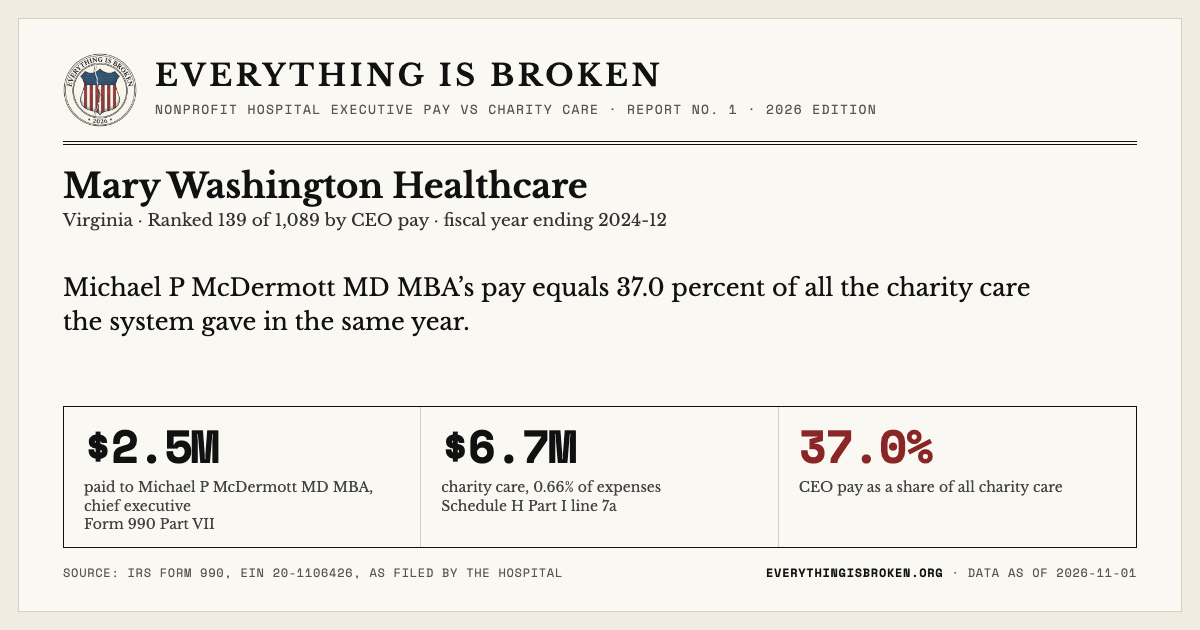 EVERYTHING IS BROKEN
2026
EVERYTHING IS BROKEN
NONPROFIT HOSPITAL EXECUTIVE PAY VS CHARITY CARE · REPORT NO. 1 · 2026 EDITION
Mary Washington Healthcare
Virginia · Ranked 139 of 1,089 by CEO pay · fiscal year ending 2024-12
Michael P McDermott MD MBA’s pay equals 37.0 percent of all the charity care
the system gave in the same year.
$2.5M
paid to Michael P McDermott MD MBA,
chief executive
Form 990 Part VII
$6.7M
charity care, 0.66% of expenses
Schedule H Part I line 7a
37.0%
CEO pay as a share of all charity care
SOURCE: IRS FORM 990, EIN 20-1106426, AS FILED BY THE HOSPITAL
EVERYTHINGISBROKEN.ORG · DATA AS OF 2026-11-01